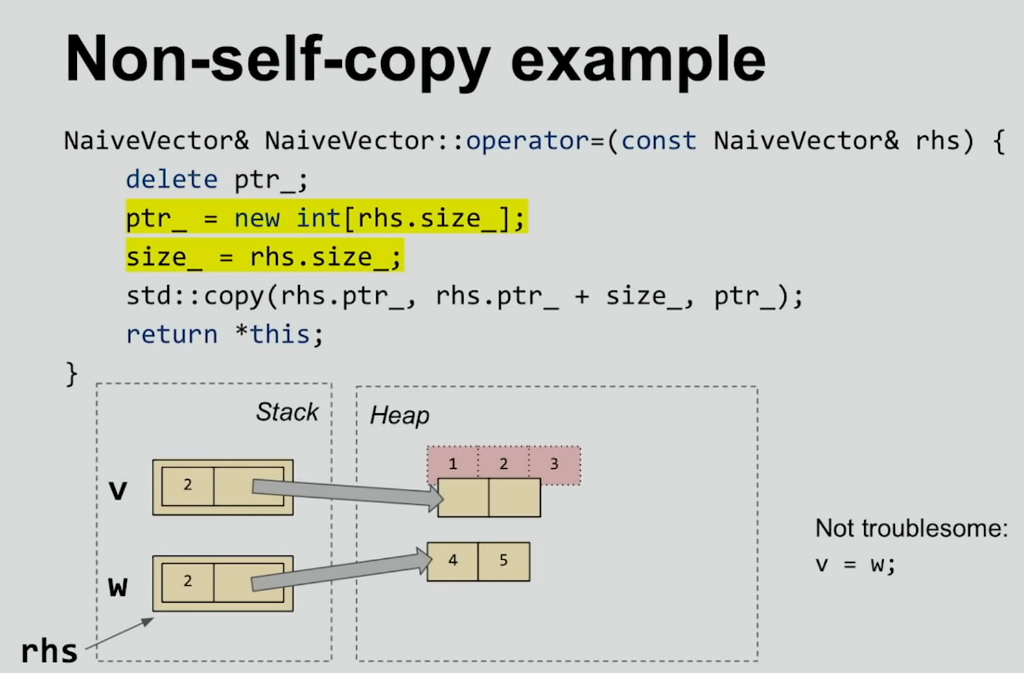 Non-self-copy example
NaiveVector& NaiveVector::operator=(const NaiveVector& rhs) {
delete ptr_;
ptr_ = new int[rhs.size_];
size_ = rhs.size_;
std::copy(rhs.ptr_, rhs.ptr_ + size_, ptr_);
return *this;
}
Stack
Heap
1 2 3
v 2
4 5
w 2
rhs
Not troublesome:
v = w;